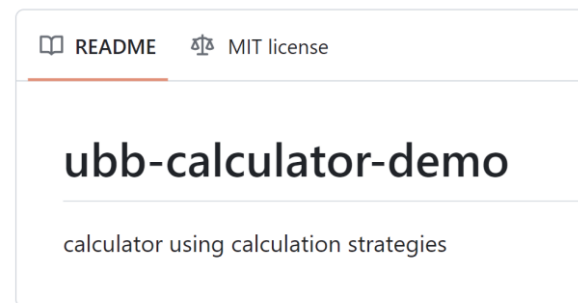 README MIT license
ubb-calculator-demo
calculator using calculation strategies